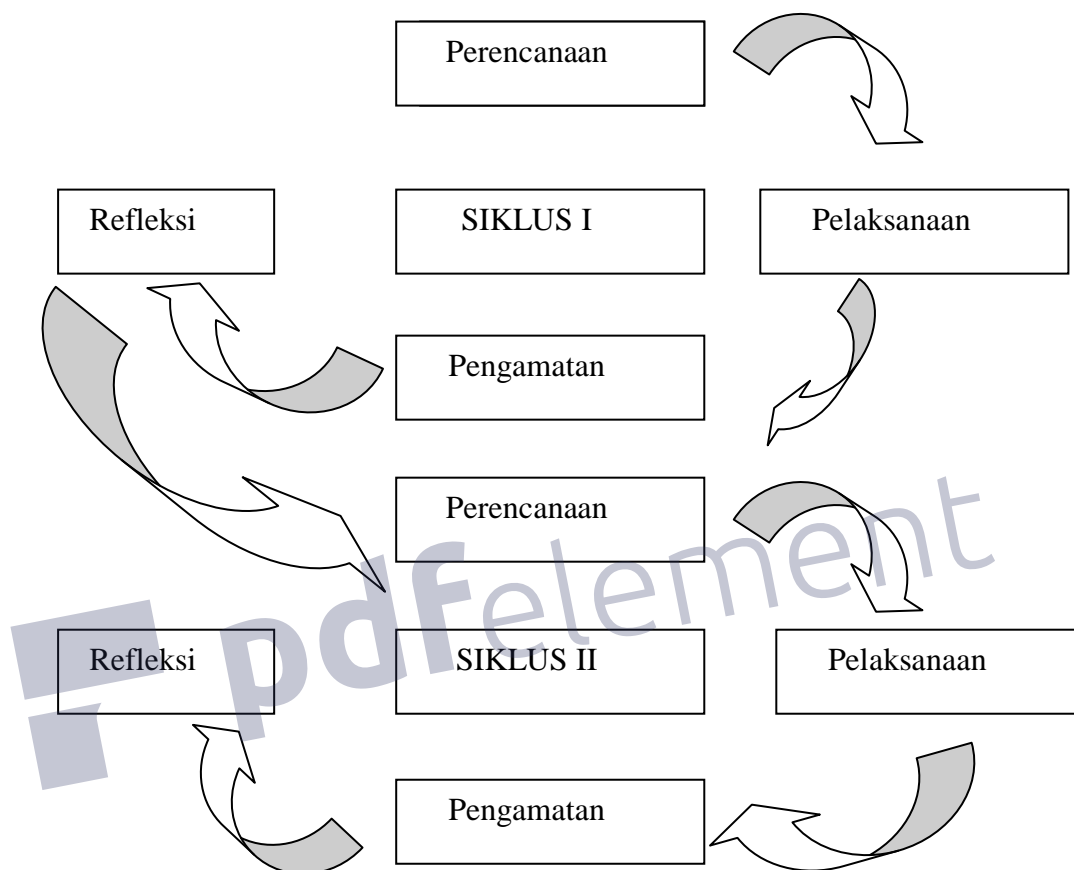 Perencanaan
Refleksi
SIKLUS I
Pelaksanaan
Pengamatan
Perencanaan
Refleksi
SIKLUS II
Pelaksanaan
Pengamatan
pdfelement